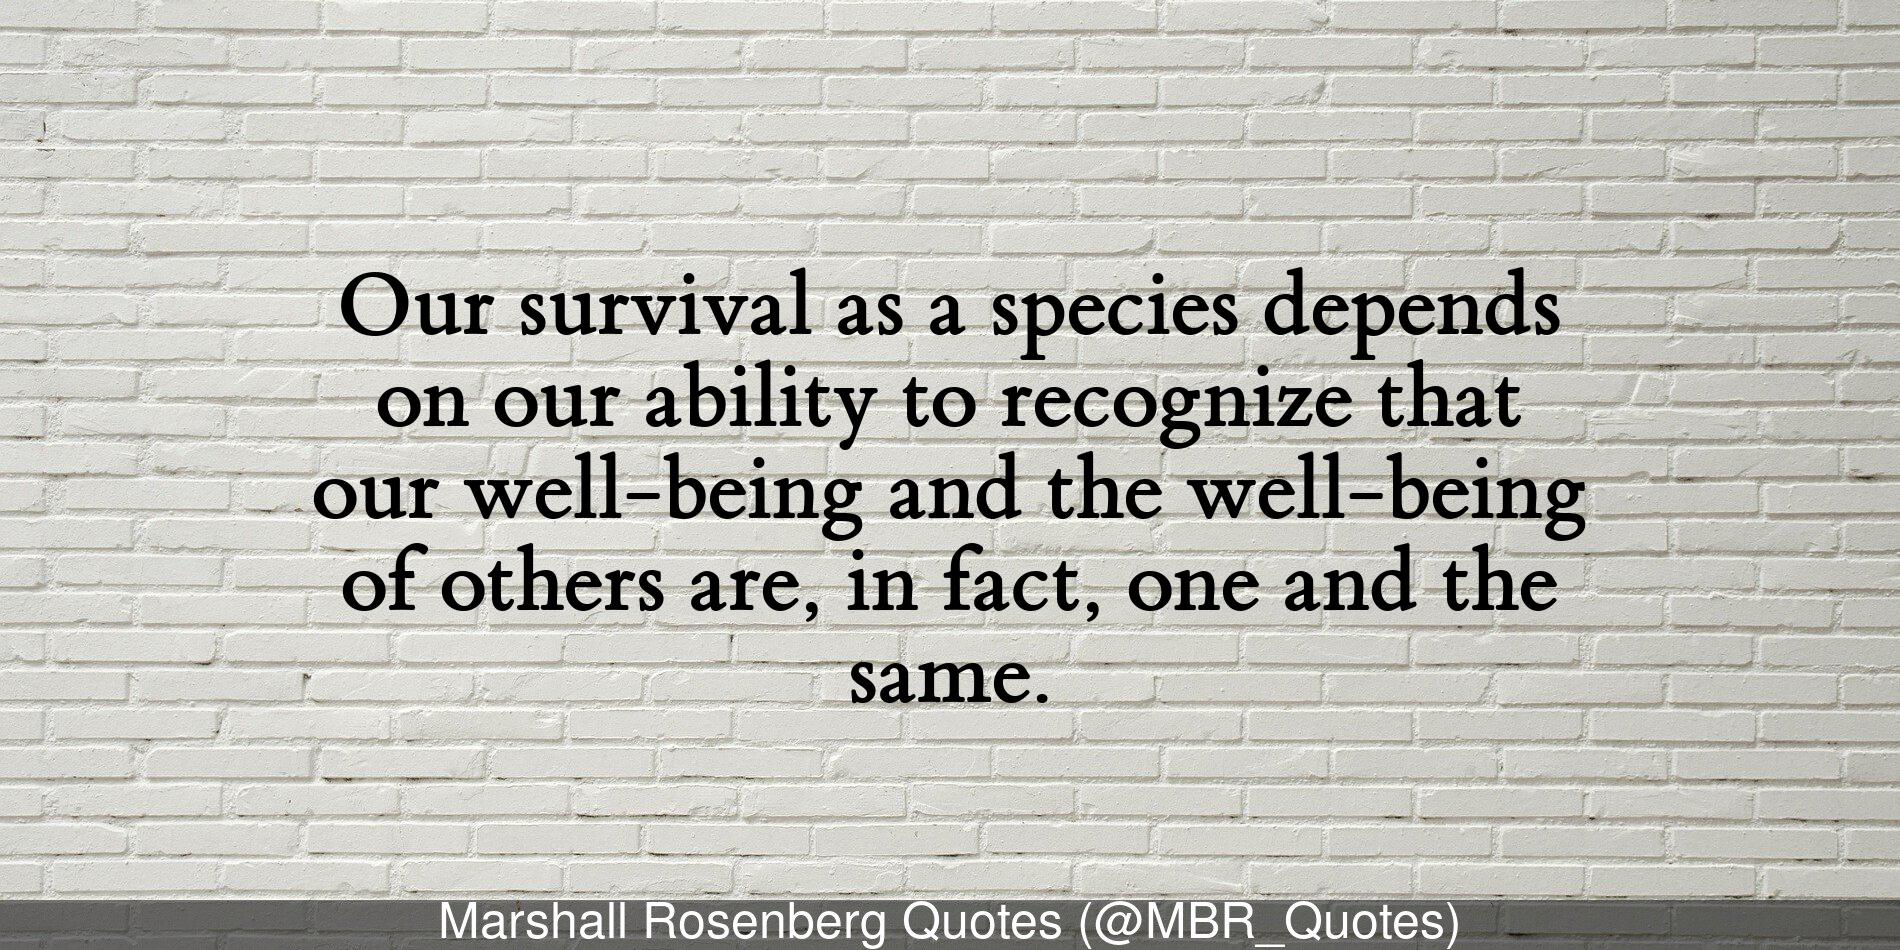 Our survival as a species depends
on our ability to recognize that
our well-being and the well-being
of others are, in fact, one and the
same.
Marshall Rosenberg Quotes (@MBR_Quotes)